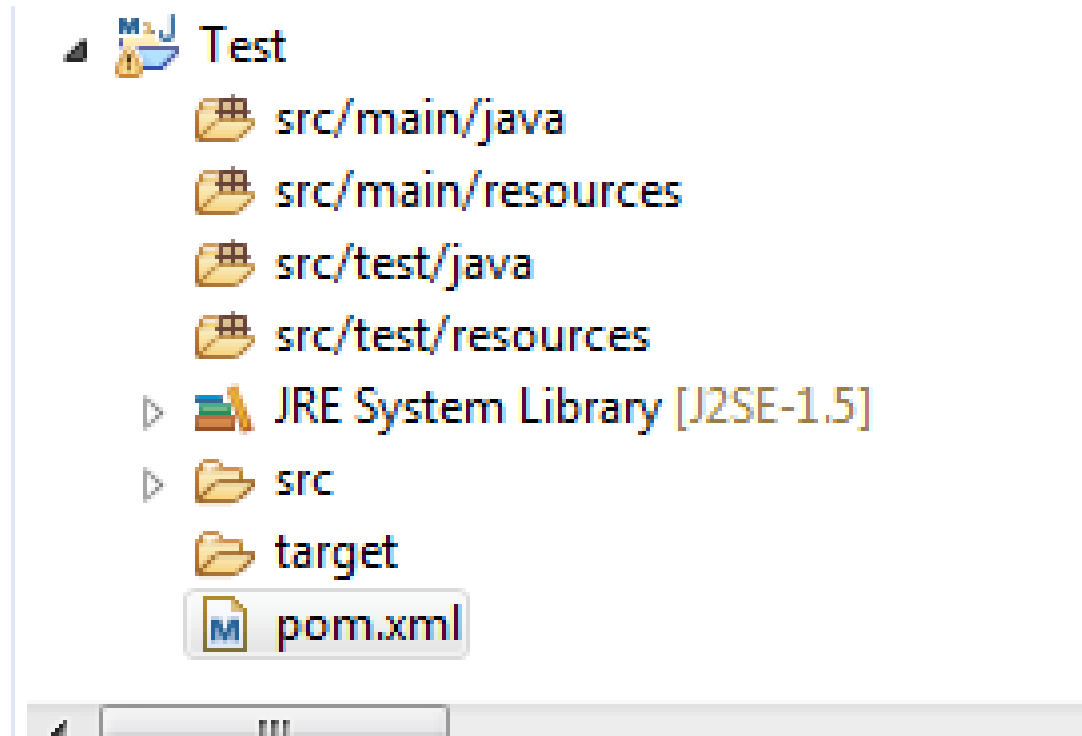 Test
src/main/java
src/main/resources
src/test/java
src/test/resources
JRE System Library [J2SE-1.5]
src
target
pom.xml